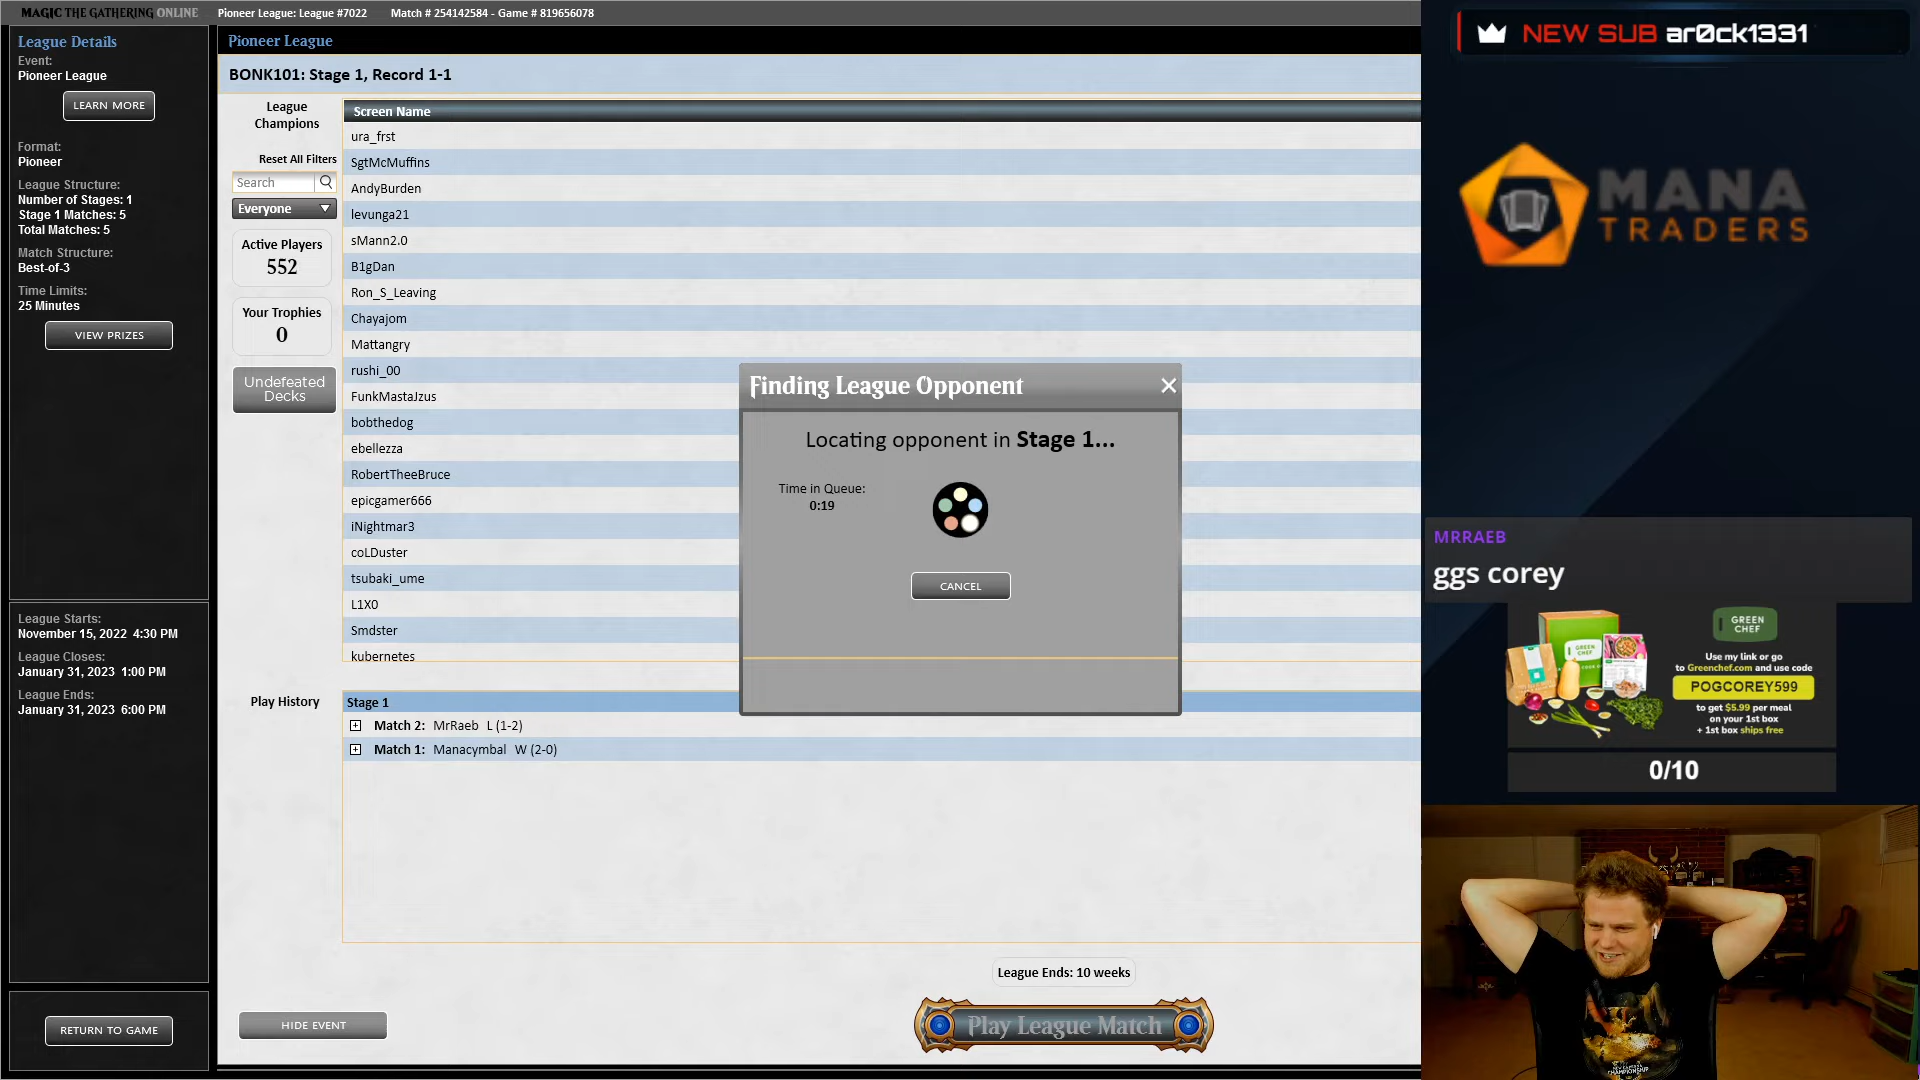 MAGIC THE GATHERING ONLINE
Pioneer League: League #7022
Match # 254142584 - Game # 819656078
League Details
Event:
Pioneer League
LEARN MORE
Format:
Pioneer
League Structure:
Number of Stages: 1
Stage 1 Matches: 5
Total Matches: 5
Match Structure:
Best-of-3
Time Limits:
25 Minutes
VIEW PRIZES
League Starts:
November 15, 2022 4:30 PM
League Closes:
January 31, 2023 1:00 PM
League Ends:
January 31, 2023 6:00 PM
RETURN TO GAME
Pioneer League
BONK101: Stage 1, Record 1-1
League
Champions
Reset All Filters
Search
Everyone
Active Players
552
Your Trophies
0
Undefeated
Decks
Screen Name
ura_frst
SgtMcMuffins
AndyBurden
levunga21
sMann2.0
B1gDan
Ron_S_Leaving
Chayajom
Mattangry
rushi_00
FunkMastaJzus
bobthedog
ebellezza
RobertTheeBruce
epicgamer666
iNightmar3
coLDuster
tsubaki_ume
L1X0
Smdster
kubernetes
Finding League Opponent
Locating opponent in Stage 1...
Time in Queue:
0:19
CANCEL
Play History
Stage 1
Match 2: MrRaeb L (1-2)
Match 1: Manacymbal W (2-0)
League Ends: 10 weeks
HIDE EVENT
Play League Match
NEW SUB ar0ck1331
MANA
TRADERS
MRRAEB
ggs corey
GREEN
CHEF
Use my link or go
to Greenchef.com and use code
POGCOREY599
to get $5.99 per meal
on your 1st box
+ 1st box ships free
0/10